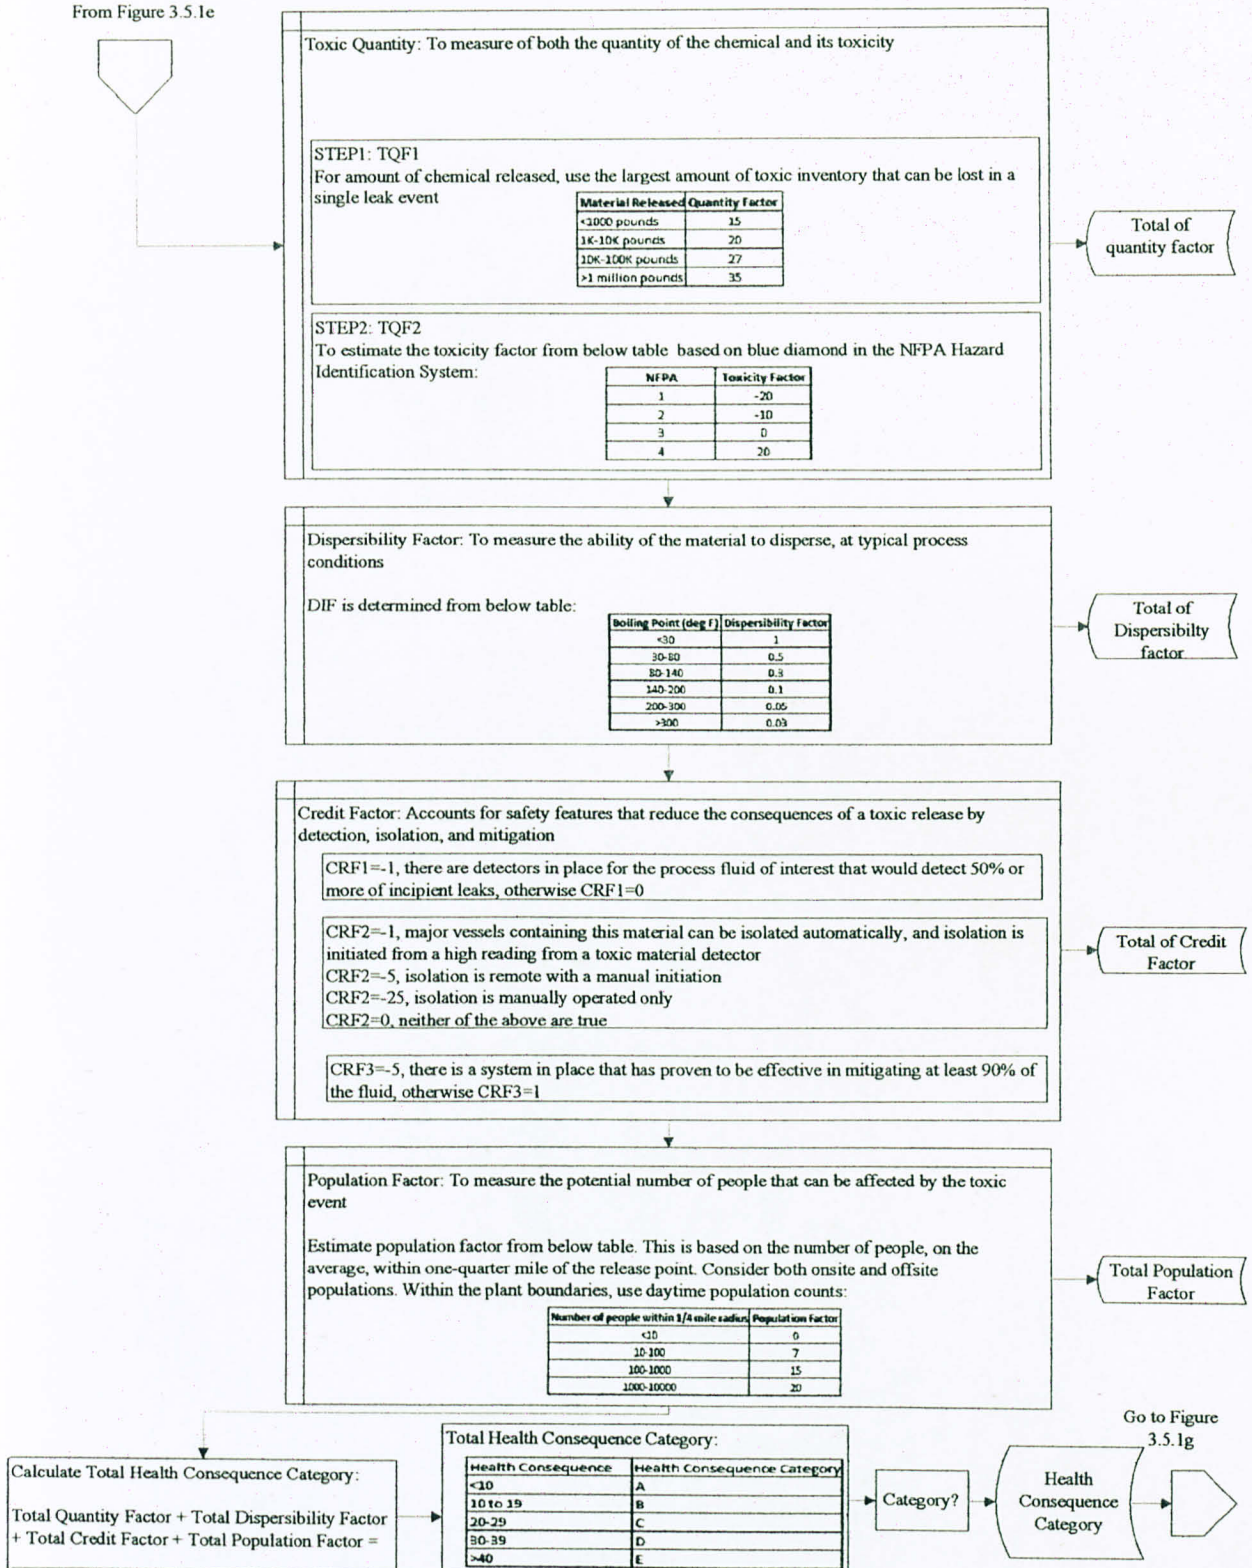 From Figure 3.5.1e
Toxic Quantity: To measure of both the quantity of the chemical and its toxicity
STEP1: TQF1
For amount of chemical released, use the largest amount of toxic inventory that can be lost in a
single leak event
Material Released Quantity Factor
<1000 pounds 15
1K-10K pounds 20
10K-100K pounds 27
>1 million pounds 35
Total of
quantity factor
STEP2: TQF2
To estimate the toxicity factor from below table based on blue diamond in the NFPA Hazard
Identification System:
NFPA Toxicity Factor
1 -20
2 -10
3 0
4 20
Dispersibility Factor: To measure the ability of the material to disperse, at typical process
conditions
DIF is determined from below table:
Boiling Point (deg F) Dispersibility Factor
<30 1
30-80 0.5
80-140 0.3
140-200 0.1
200-300 0.05
>300 0.03
Total of
Dispersibilty
factor
Credit Factor: Accounts for safety features that reduce the consequences of a toxic release by
detection, isolation, and mitigation
CRF1=-1, there are detectors in place for the process fluid of interest that would detect 50% or
more of incipient leaks, otherwise CRF1=0
CRF2=-1, major vessels containing this material can be isolated automatically, and isolation is
initiated from a high reading from a toxic material detector
CRF2=-5, isolation is remote with a manual initiation
CRF2=-25, isolation is manually operated only
CRF2=0, neither of the above are true
CRF3=-5, there is a system in place that has proven to be effective in mitigating at least 90% of
the fluid, otherwise CRF3=1
Total of Credit
Factor
Population Factor: To measure the potential number of people that can be affected by the toxic
event
Estimate population factor from below table. This is based on the number of people, on the
average, within one-quarter mile of the release point. Consider both onsite and offsite
populations. Within the plant boundaries, use daytime population counts:
Number of people within 1/4 mile radius Population Factor
<10 0
10-100 7
100-1000 15
1000-10000 20
Total Population
Factor
Calculate Total Health Consequence Category:
Total Quantity Factor + Total Dispersibility Factor
+ Total Credit Factor + Total Population Factor =
Total Health Consequence Category:
Health Consequence Health Consequence Category
<10 A
10 to 19 B
20-29 C
30-39 D
>40 E
Category?
Health
Consequence
Category
Go to Figure
3.5.1g